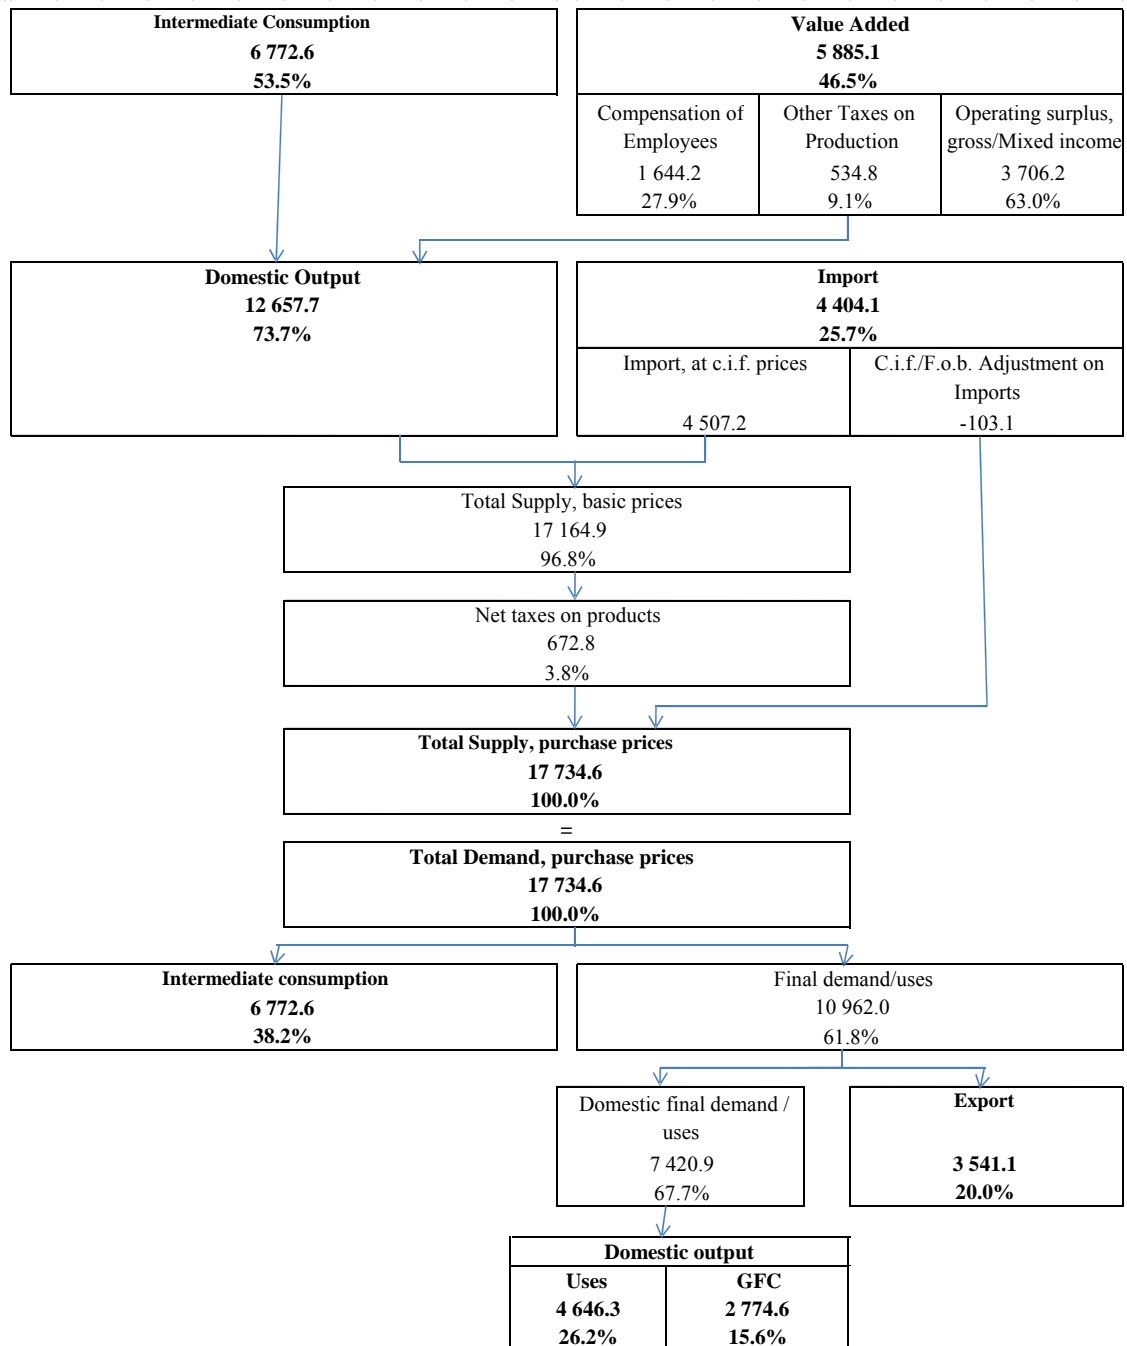 Intermediate Consumption
6 772.6
53.5%
Value Added
5 885.1
46.5%
Compensation of
Employees
1 644.2
27.9%
Other Taxes on
Production
534.8
9.1%
Operating surplus,
gross/Mixed income
3 706.2
63.0%
Domestic Output
12 657.7
73.7%
Import
4 404.1
25.7%
Import, at c.i.f. prices
4 507.2
C.i.f./F.o.b. Adjustment on
Imports
-103.1
Total Supply, basic prices
17 164.9
96.8%
Net taxes on products
672.8
3.8%
Total Supply, purchase prices
17 734.6
100.0%
=
Total Demand, purchase prices
17 734.6
100.0%
Intermediate consumption
6 772.6
38.2%
Final demand/uses
10 962.0
61.8%
Domestic final demand /
uses
7 420.9
67.7%
Export
3 541.1
20.0%
Domestic output
Uses
4 646.3
26.2%
GFC
2 774.6
15.6%